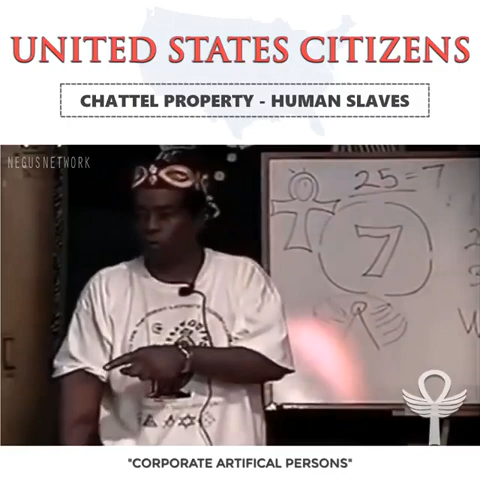 UNITED STATES CITIZENS
CHATTEL PROPERTY - HUMAN SLAVES
NEGUSNETWORK
25=7
7
"CORPORATE ARTIFICAL PERSONS"